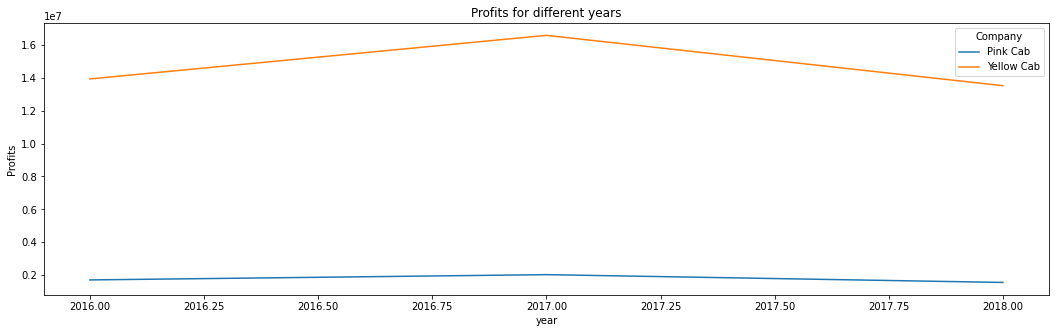 Profits for different years
1e7
Company
Pink Cab
Yellow Cab
1.6
1.4
1.2
1.0
0.8
0.6
0.4
0.2
Profits
2016.00 2016.25 2016.50 2016.75 2017.00 2017.25 2017.50 2017.75 2018.00
year